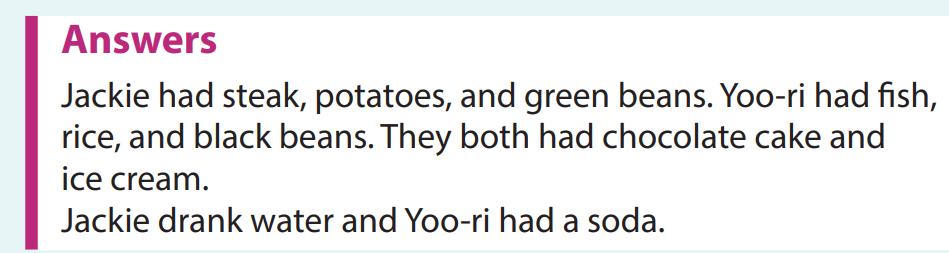 Answers
Jackie had steak, potatoes, and green beans. Yoo-ri had fish,
rice, and black beans. They both had chocolate cake and
ice cream.
Jackie drank water and Yoo-ri had a soda.